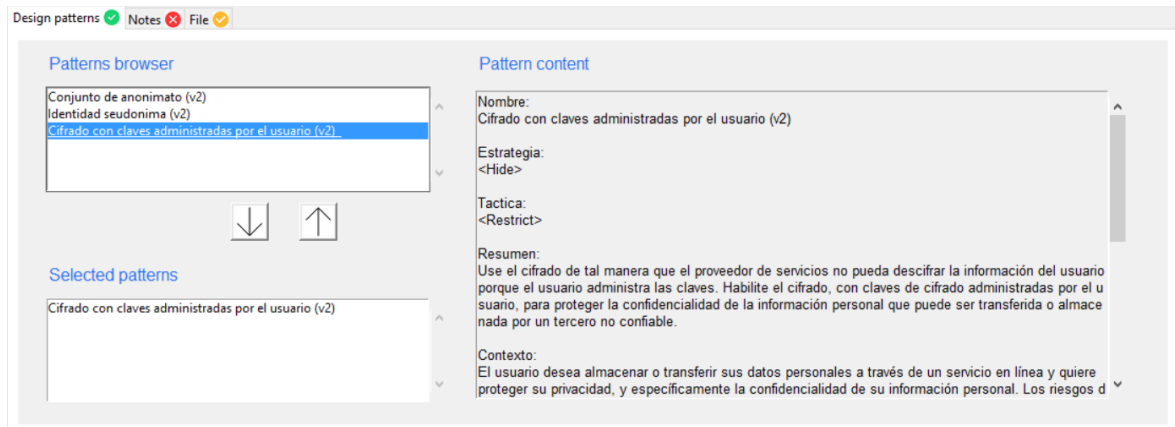 Design patterns Notes File
Patterns browser
Conjunto de anonimato (v2)
Identidad seudonima (v2)
Cifrado con claves administradas por el usuario (v2)
Selected patterns
Cifrado con claves administradas por el usuario (v2)
Pattern content
Nombre:
Cifrado con claves administradas por el usuario (v2)
Estrategia:
<Hide>
Tactica:
<Restrict>
Resumen:
Use el cifrado de tal manera que el proveedor de servicios no pueda descifrar la información del usuario
porque el usuario administra las claves. Habilite el cifrado, con claves de cifrado administradas por el u
suario, para proteger la confidencialidad de la información personal que puede ser transferida o almace
nada por un tercero no confiable.
Contexto:
El usuario desea almacenar o transferir sus datos personales a través de un servicio en línea y quiere
proteger su privacidad, y específicamente la confidencialidad de su información personal. Los riesgos d